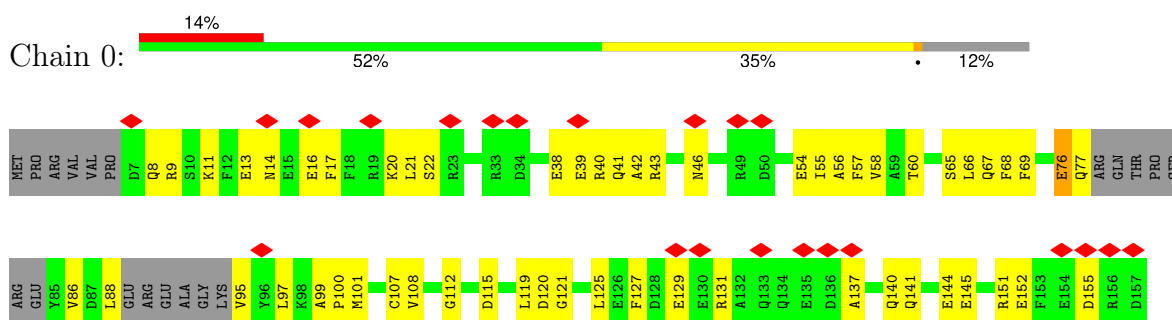 14%
Chain 0:
52% 35% • 12%
MET PRO ARG VAL VAL PRO D7 Q8 R9 S10 K11 F12 E13 N14 E15 E16 F17 F18 R19 K20 L21 S22 R23 R33 D34 E38 E39 R40 Q41 A42 R43 N46 R49 D50 E54 I55 A56 F57 V58 A59 T60 S65 L66 Q67 F68 F69 E76 Q77 ARG GLN THR PRO SER
ARG GLU Y85 V86 D87 L88 GLU ARG GLU ALA GLY LYS V95 Y96 L97 K98 A99 P100 M101 C107 V108 G112 D115 L119 D120 G121 L125 E126 F127 D128 E129 E130 R131 A132 Q133 Q134 E135 D136 A137 Q140 Q141 E144 E145 R151 E152 F153 E154 D155 R156 D157